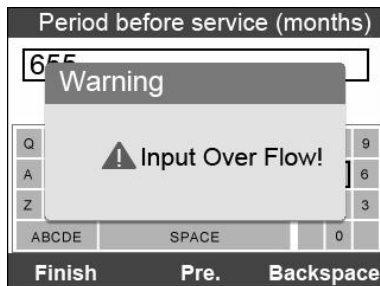 Period before service (months)
655
Warning
Input Over Flow!
Q 9
A 6
Z 3
ABCDE SPACE 0
Finish Pre. Backspace